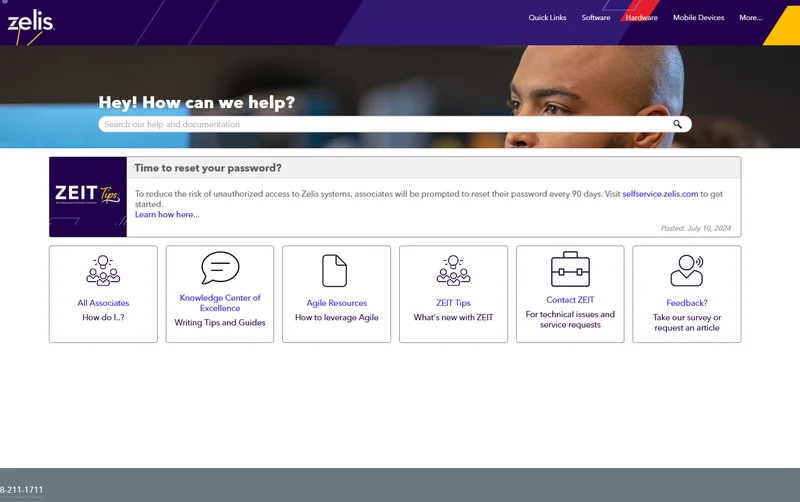 zelis
Quick Links Software Hardware Mobile Devices More...
Hey! How can we help?
Search our help and documentation
Time to reset your password?
ZEIT Tips
To reduce the risk of unauthorized access to Zelis systems, associates will be prompted to reset their password every 90 days. Visit selfservice.zelis.com to get
started.
Learn how here...
Posted: July 10, 2024
All Associates
How do I..?
Knowledge Center of
Excellence
Writing Tips and Guides
Agile Resources
How to leverage Agile
ZEIT Tips
What's new with ZEIT
Contact ZEIT
For technical issues and
service requests
Feedback?
Take our survey or
request an article
8-211-1711